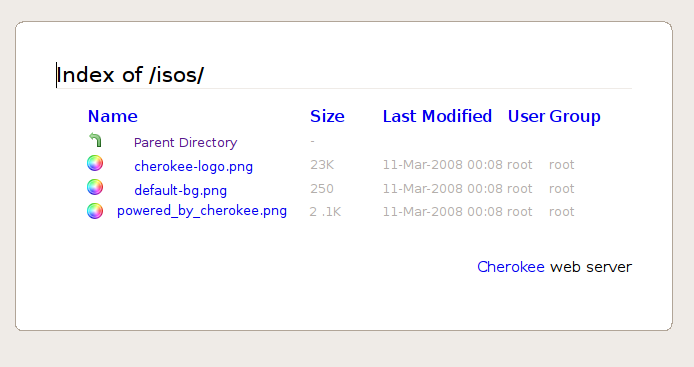 Index of /isos/
Name Size Last Modified User Group
Parent Directory -
cherokee-logo.png 23K 11-Mar-2008 00:08 root root
default-bg.png 250 11-Mar-2008 00:08 root root
powered_by_cherokee.png 2 .1K 11-Mar-2008 00:08 root root
Cherokee web server